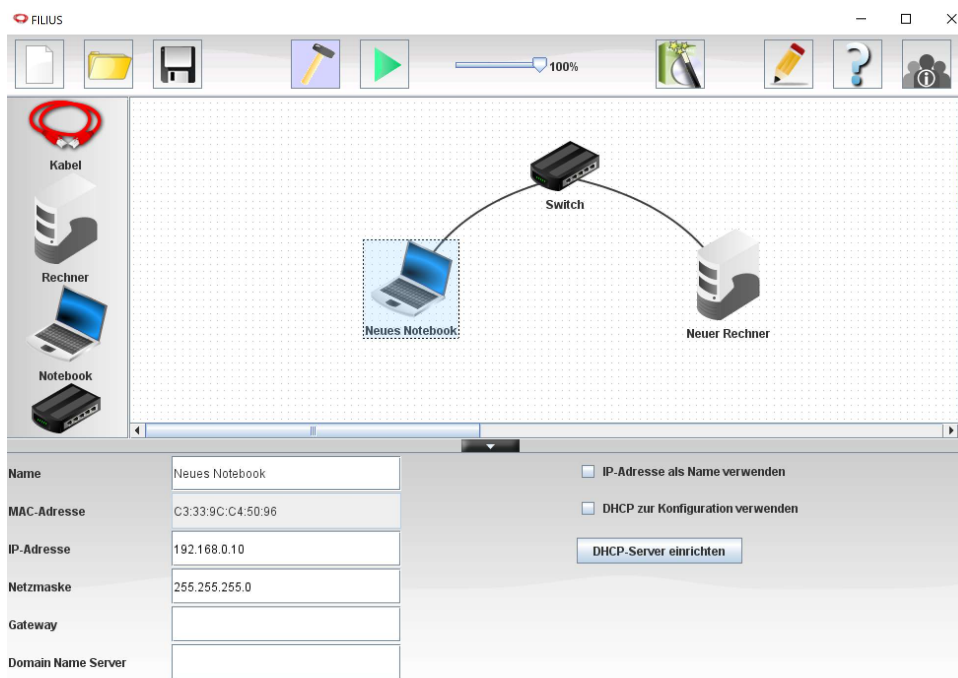 FILIUS
100%
Kabel
Rechner
Notebook
Switch
Neues Notebook
Neuer Rechner
Name
Neues Notebook
IP-Adresse als Name verwenden
MAC-Adresse
C3:33:9C:C4:50:96
DHCP zur Konfiguration verwenden
IP-Adresse
192.168.0.10
DHCP-Server einrichten
Netzmaske
255.255.255.0
Gateway
Domain Name Server